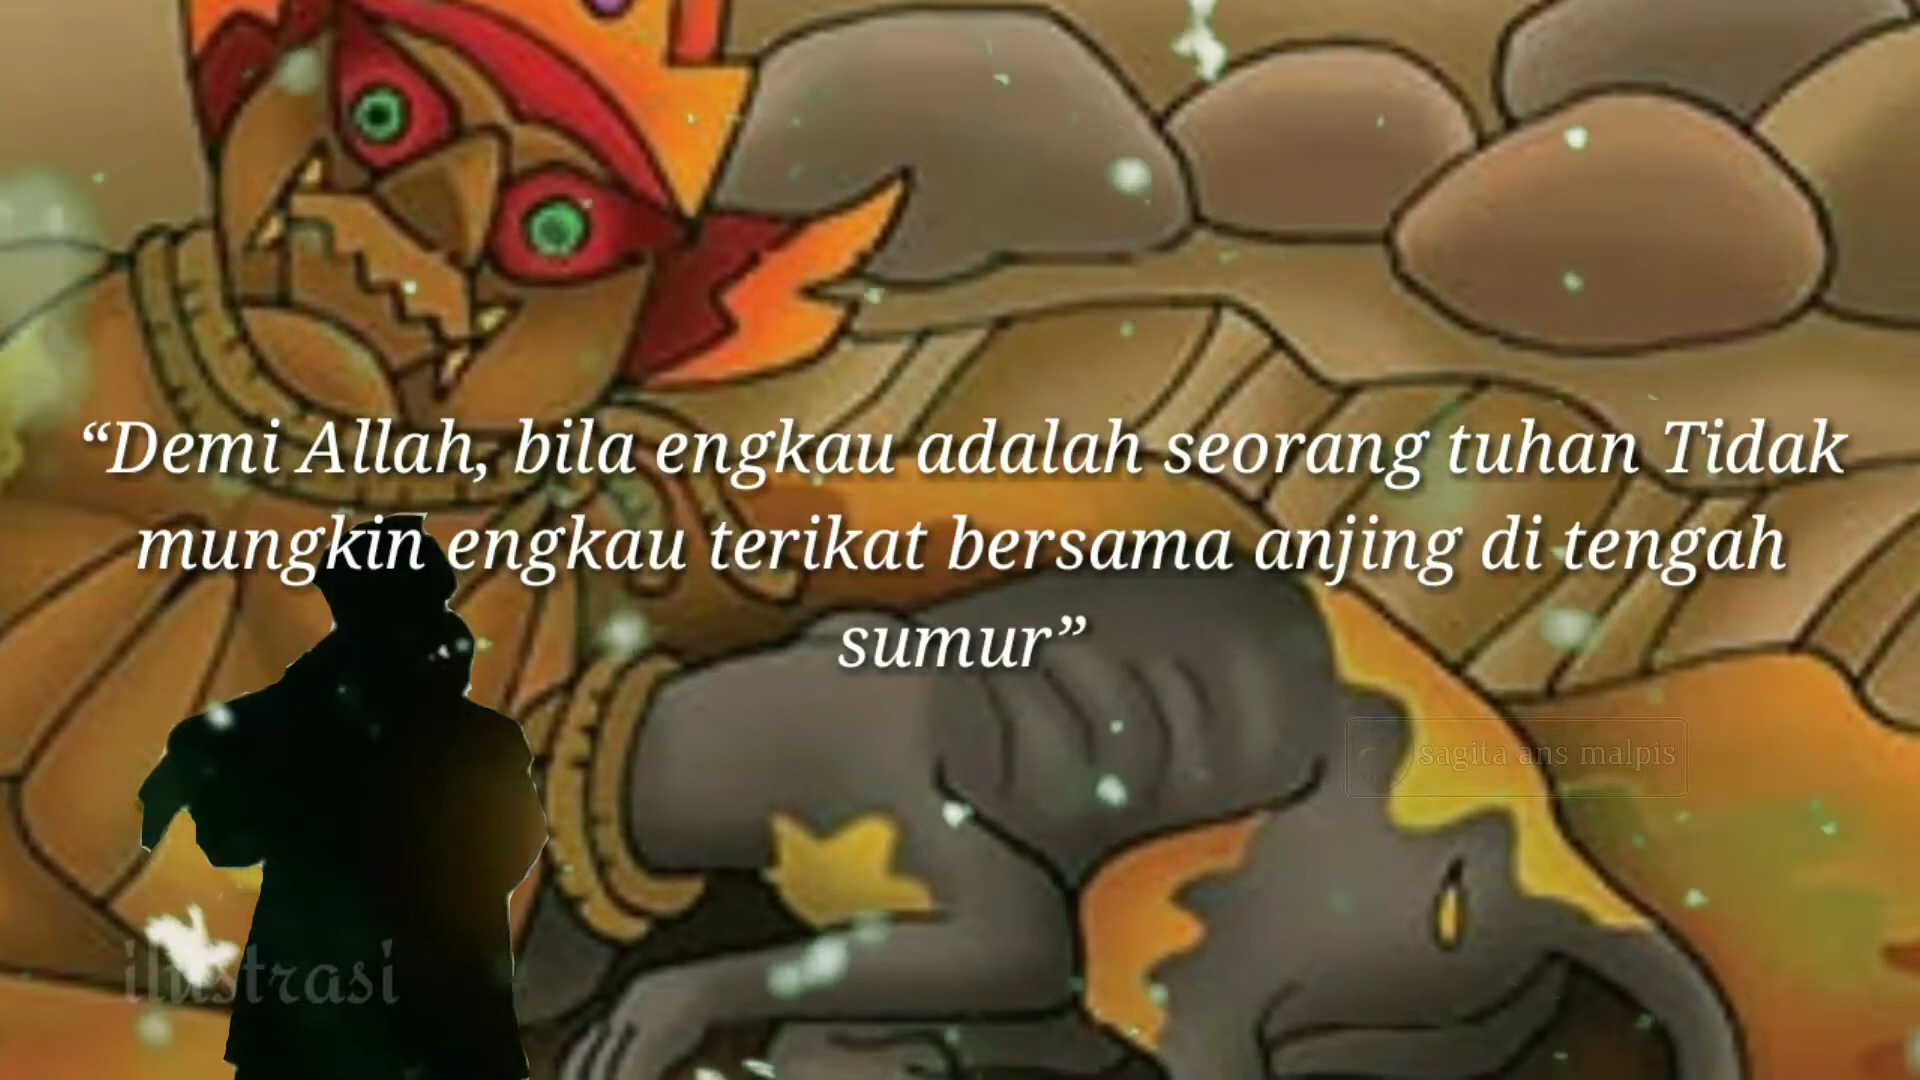 “Demi Allah, bila engkau adalah seorang tuhan Tidak
mungkin engkau terikat bersama anjing di tengah
sumur”
sagita ans malpis
ilustrasi